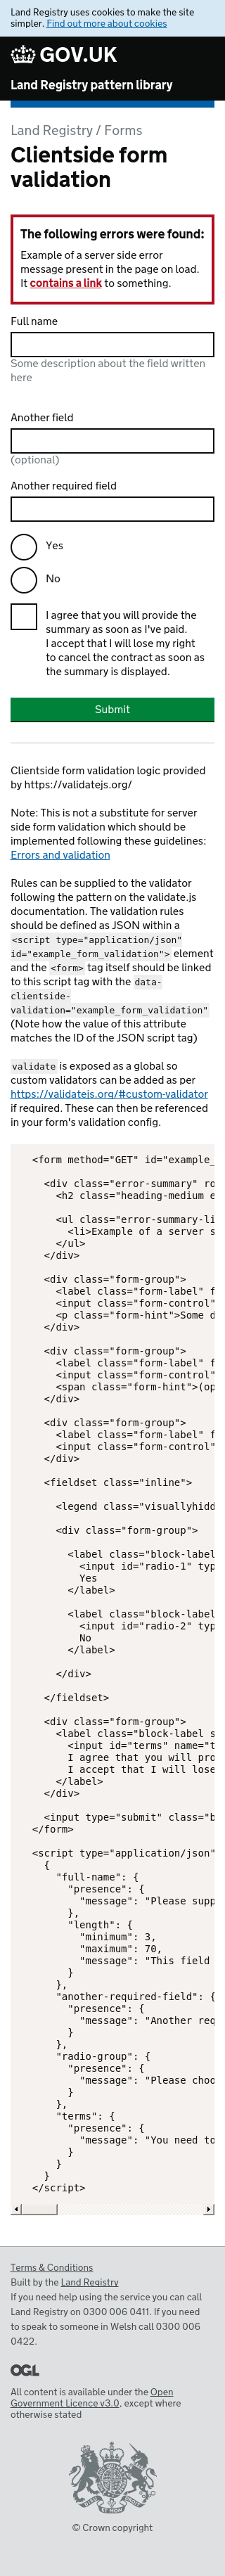 Land Registry uses cookies to make the site
simpler. Find out more about cookies
GOV.UK
Land Registry pattern library
Land Registry / Forms
Clientside form
validation
The following errors were found:
Example of a server side error
message present in the page on load.
It contains a link to something.
Full name
Some description about the field written
here
Another field
(optional)
Another required field
Yes
No
I agree that you will provide the
summary as soon as I've paid.
I accept that I will lose my right
to cancel the contract as soon as
the summary is displayed.
Submit
Clientside form validation logic provided
by https://validatejs.org/
Note: This is not a substitute for server
side form validation which should be
implemented following these guidelines:
Errors and validation
Rules can be supplied to the validator
following the pattern on the validate.js
documentation. The validation rules
should be defined as JSON within a
<script type="application/json"
id="example_form_validation"> element
and the <form> tag itself should be linked
to this script tag with the data-
clientside-
validation="example_form_validation"
(Note how the value of this attribute
matches the ID of the JSON script tag)
validate is exposed as a global so
custom validators can be added as per
https://validatejs.org/#custom-validator
if required. These can then be referenced
in your form's validation config.
<form method="GET" id="example_
<div class="error-summary" ro
<h2 class="heading-medium e
<ul class="error-summary-li
<li>Example of a server s
</ul>
</div>
<div class="form-group">
<label class="form-label" f
<input class="form-control"
<p class="form-hint">Some d
</div>
<div class="form-group">
<label class="form-label" f
<input class="form-control"
<span class="form-hint">(op
</div>
<div class="form-group">
<label class="form-label" f
<input class="form-control"
</div>
<fieldset class="inline">
<legend class="visuallyhidd
<div class="form-group">
<label class="block-label
<input id="radio-1" typ
Yes
</label>
<label class="block-label
<input id="radio-2" typ
No
</label>
</div>
</fieldset>
<div class="form-group">
<label class="block-label s
<input id="terms" name="t
I agree that you will pro
I accept that I will lose
</label>
</div>
<input type="submit" class="b
</form>
<script type="application/json"
{
"full-name": {
"presence": {
"message": "Please supp
},
"length": {
"minimum": 3,
"maximum": 70,
"message": "This field
}
},
"another-required-field": {
"presence": {
"message": "Another req
}
},
"radio-group": {
"presence": {
"message": "Please choo
}
},
"terms": {
"presence": {
"message": "You need to
}
}
}
</script>
Terms & Conditions
Built by the Land Registry
If you need help using the service you can call
Land Registry on 0300 006 0411. If you need
to speak to someone in Welsh call 0300 006
0422.
OGL
All content is available under the Open
Government Licence v3.0, except where
otherwise stated
© Crown copyright